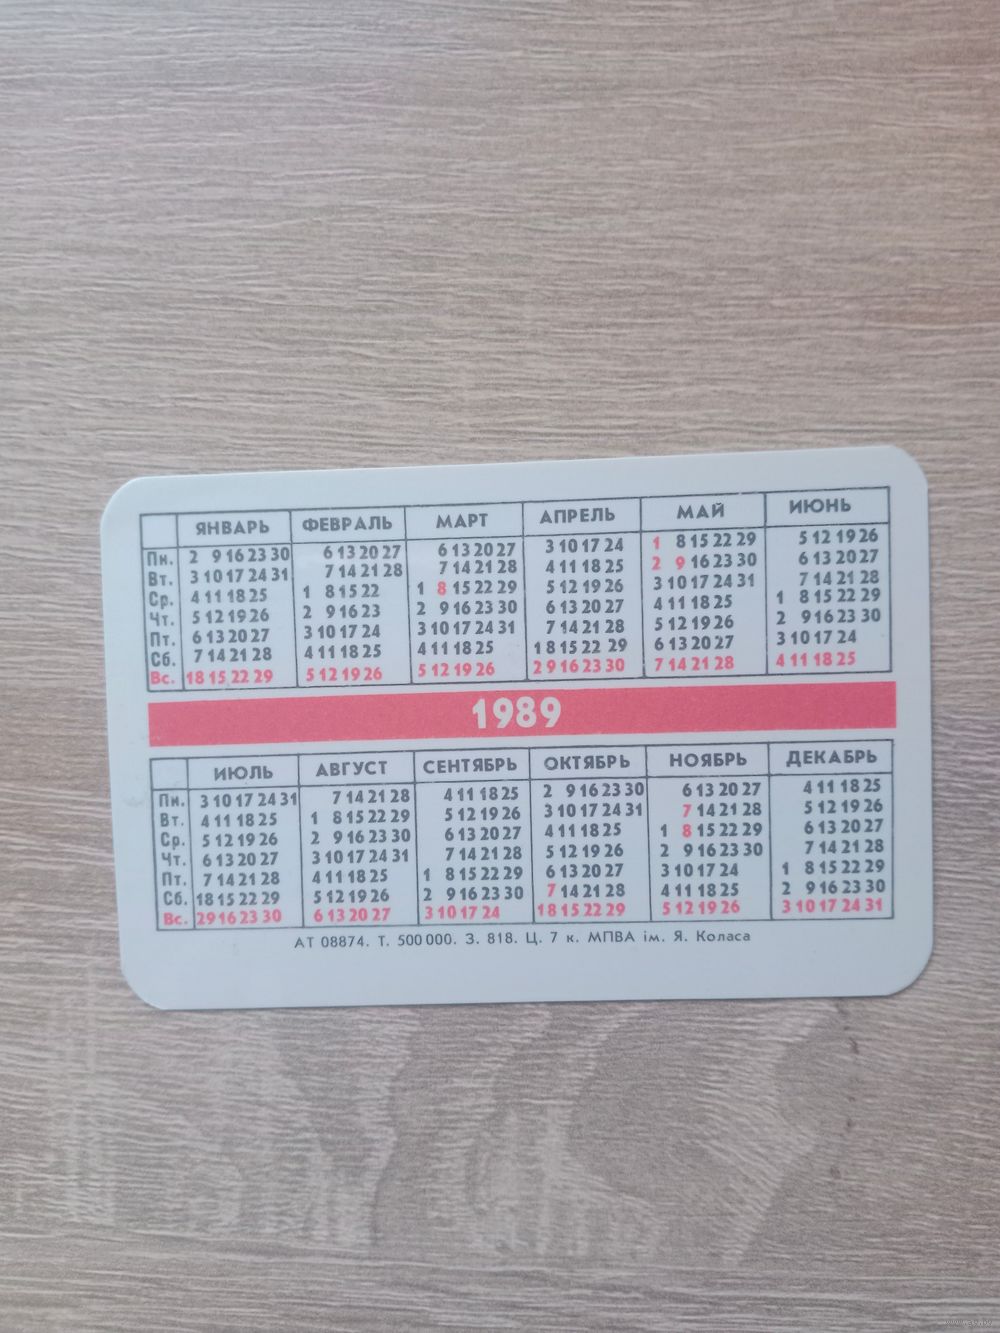 ЯНВАРЬ ФЕВРАЛЬ МАРТ АПРЕЛЬ МАЙ ИЮНЬ
Пн. 2 9 16 23 30 6 13 20 27 6 13 20 27 3 10 17 24 1 8 15 22 29 5 12 19 26
Вт. 3 10 17 24 31 7 14 21 28 7 14 21 28 4 11 18 25 2 9 16 23 30 6 13 20 27
Ср. 4 11 18 25 1 8 15 22 1 8 15 22 29 5 12 19 26 3 10 17 24 31 7 14 21 28
Чт. 5 12 19 26 2 9 16 23 2 9 16 23 30 6 13 20 27 4 11 18 25 1 8 15 22 29
Пт. 6 13 20 27 3 10 17 24 3 10 17 24 31 7 14 21 28 5 12 19 26 2 9 16 23 30
Сб. 7 14 21 28 4 11 18 25 4 11 18 25 1 8 15 22 29 6 13 20 27 3 10 17 24
Вс. 1 8 15 22 29 5 12 19 26 5 12 19 26 2 9 16 23 30 7 14 21 28 4 11 18 25
1989
ИЮЛЬ АВГУСТ СЕНТЯБРЬ ОКТЯБРЬ НОЯБРЬ ДЕКАБРЬ
Пн. 3 10 17 24 31 7 14 21 28 4 11 18 25 2 9 16 23 30 6 13 20 27 4 11 18 25
Вт. 4 11 18 25 1 8 15 22 29 5 12 19 26 3 10 17 24 31 7 14 21 28 5 12 19 26
Ср. 5 12 19 26 2 9 16 23 30 6 13 20 27 4 11 18 25 1 8 15 22 29 6 13 20 27
Чт. 6 13 20 27 3 10 17 24 31 7 14 21 28 5 12 19 26 2 9 16 23 30 7 14 21 28
Пт. 7 14 21 28 4 11 18 25 1 8 15 22 29 6 13 20 27 3 10 17 24 1 8 15 22 29
Сб. 1 8 15 22 29 5 12 19 26 2 9 16 23 30 7 14 21 28 4 11 18 25 2 9 16 23 30
Вс. 2 9 16 23 30 6 13 20 27 3 10 17 24 1 8 15 22 29 5 12 19 26 3 10 17 24 31
АТ 08874. Т. 500 000. З. 818. Ц. 7 к. МПВА ім. Я. Коласа